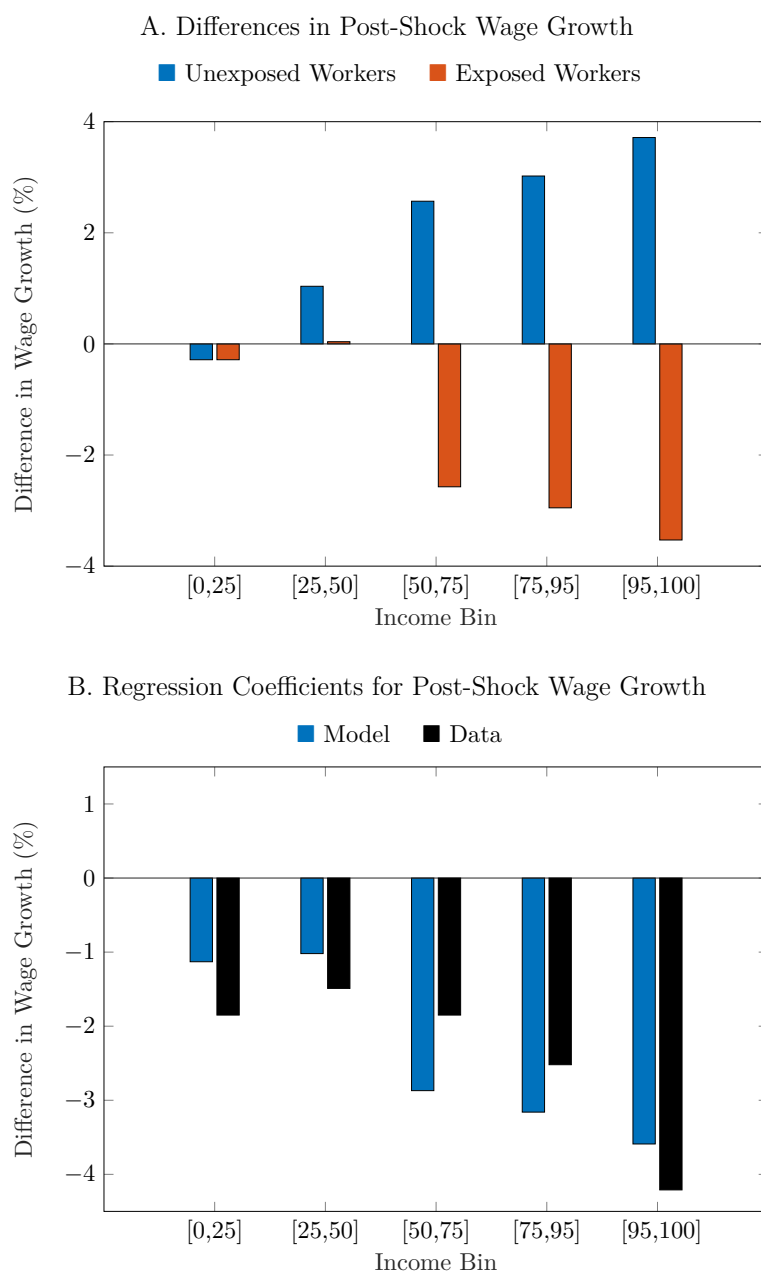 A. Differences in Post-Shock Wage Growth
Unexposed Workers Exposed Workers
Difference in Wage Growth (%)
4
2
0
−2
−4
[0,25] [25,50] [50,75] [75,95] [95,100]
Income Bin
B. Regression Coefficients for Post-Shock Wage Growth
Model Data
Difference in Wage Growth (%)
1
0
−1
−2
−3
−4
[0,25] [25,50] [50,75] [75,95] [95,100]
Income Bin